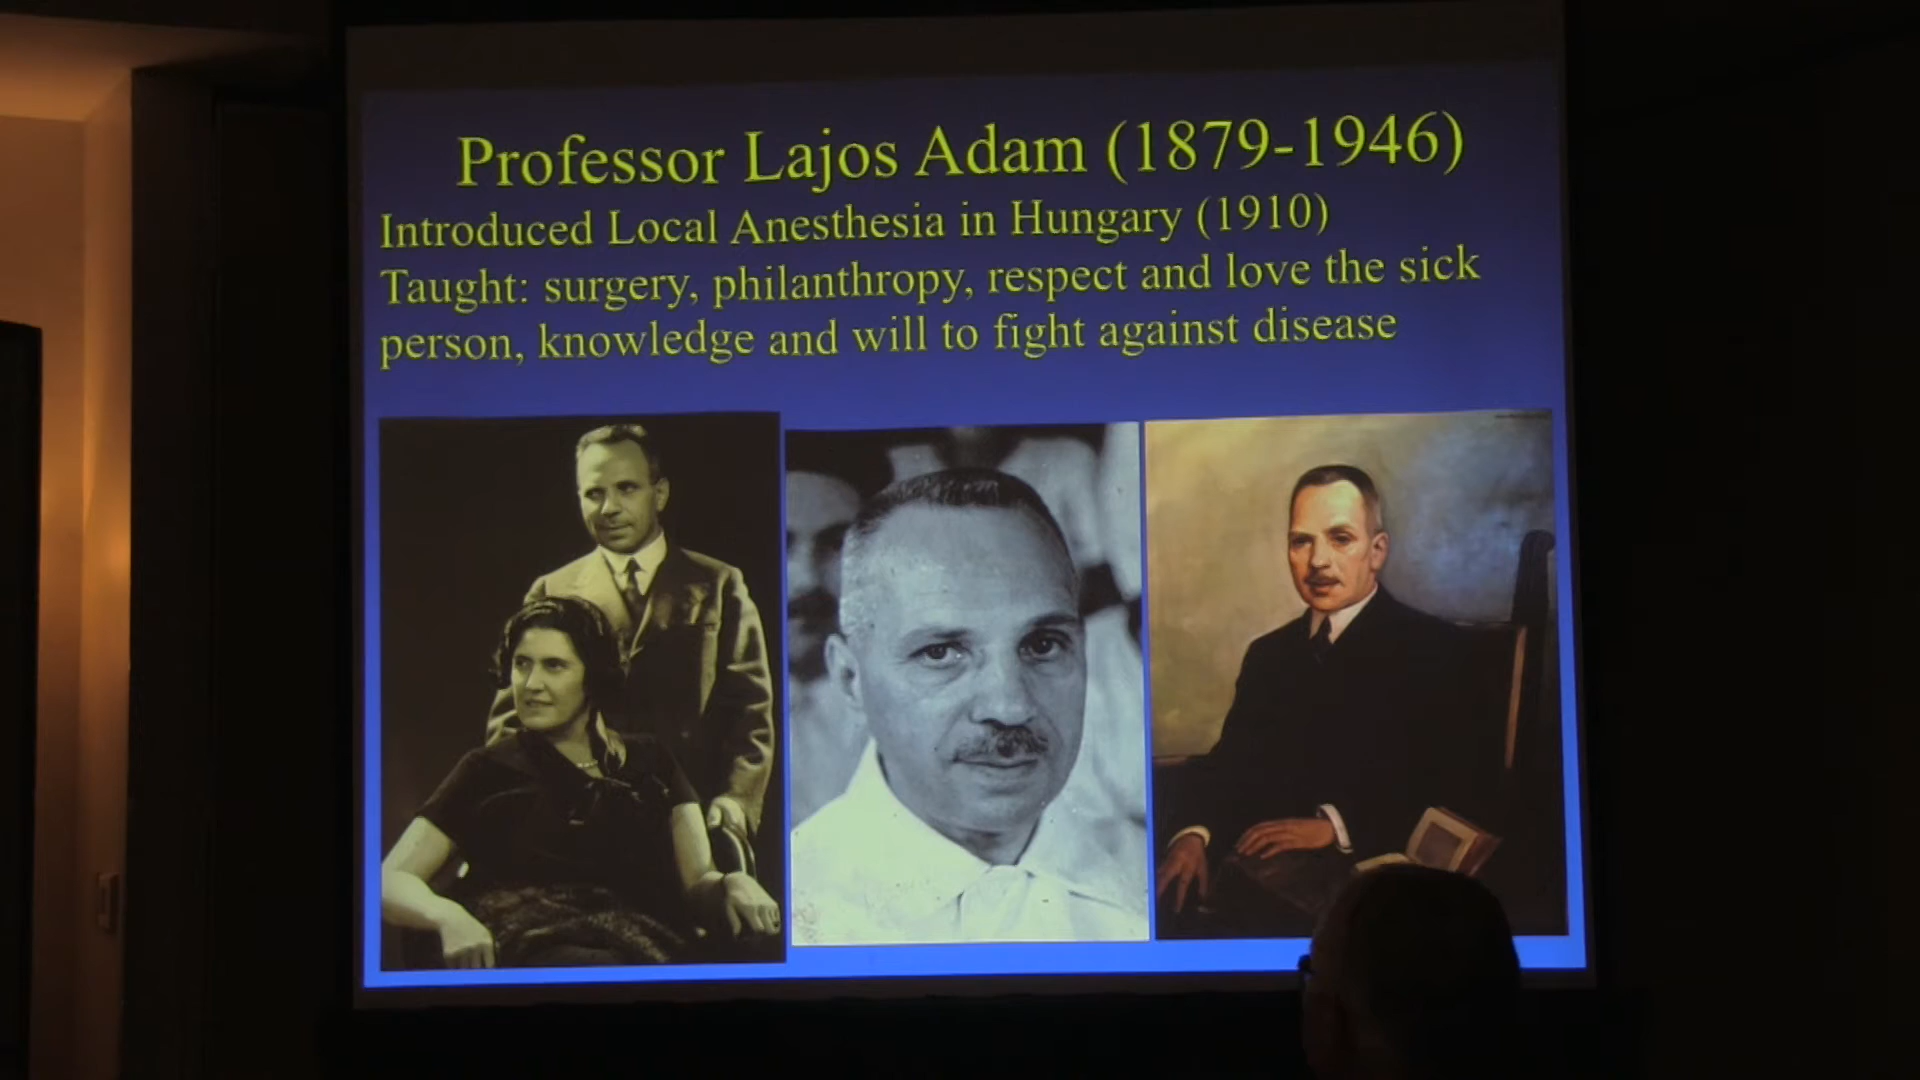 Professor Lajos Adam (1879-1946)
Introduced Local Anesthesia in Hungary (1910)
Taught: surgery, philanthropy, respect and love the sick
person, knowledge and will to fight against disease